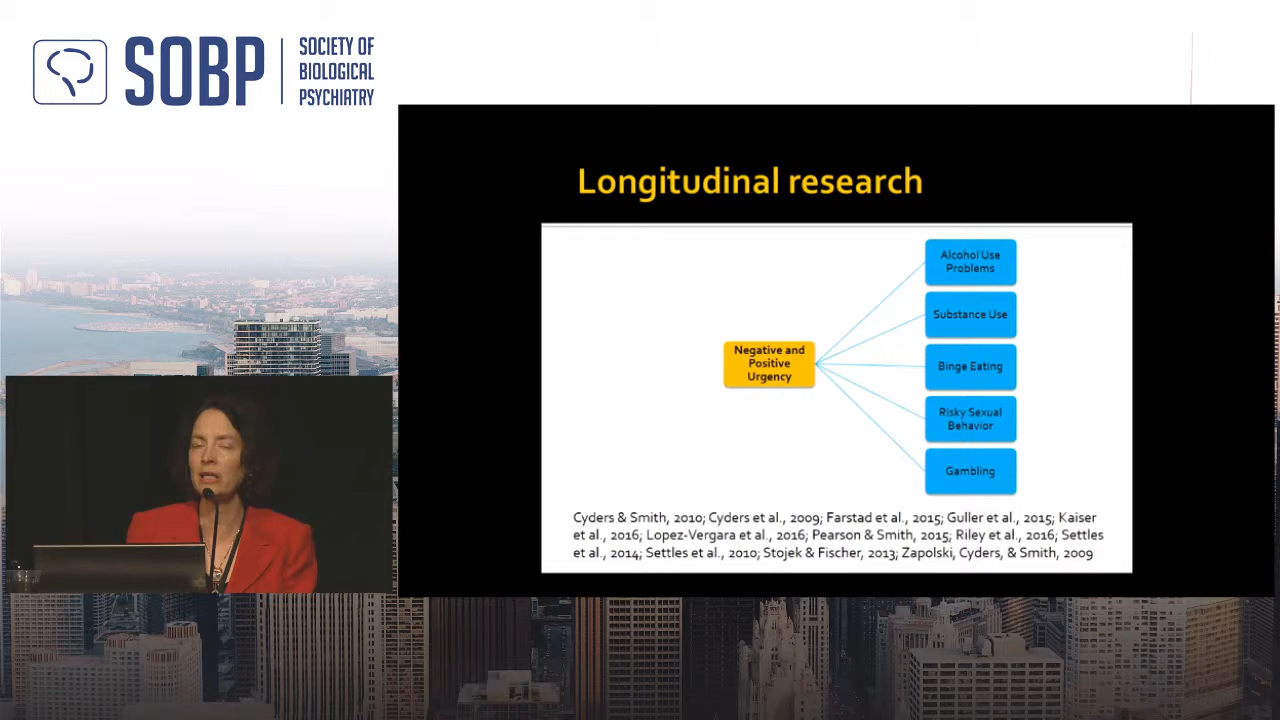 SOBP
SOCIETY OF
BIOLOGICAL
PSYCHIATRY
Longitudinal research
Negative and
Positive
Urgency
Alcohol Use
Problems
Substance Use
Binge Eating
Risky Sexual
Behavior
Gambling
Cyders & Smith, 2010; Cyders et al., 2009; Farstad et al., 2015; Guller et al., 2015; Kaiser
et al., 2016; Lopez-Vergara et al., 2016; Pearson & Smith, 2015; Riley et al., 2016; Settles
et al., 2014; Settles et al., 2010; Stojek & Fischer, 2013; Zapolski, Cyders, & Smith, 2009